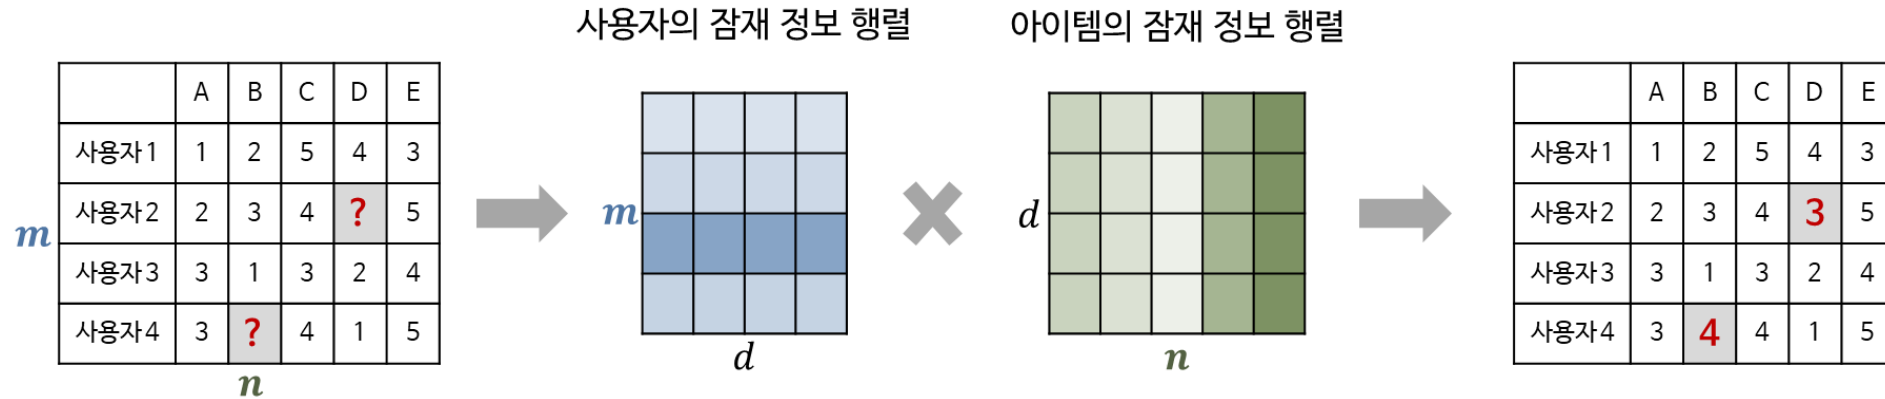 사용자의 잠재 정보 행렬
아이템의 잠재 정보 행렬
A B C D E
사용자1 1 2 5 4 3
사용자2 2 3 4 ? 5
사용자3 3 1 3 2 4
사용자4 3 ? 4 1 5
m
n
m
d
d
n
A B C D E
사용자1 1 2 5 4 3
사용자2 2 3 4 3 5
사용자3 3 1 3 2 4
사용자4 3 4 4 1 5